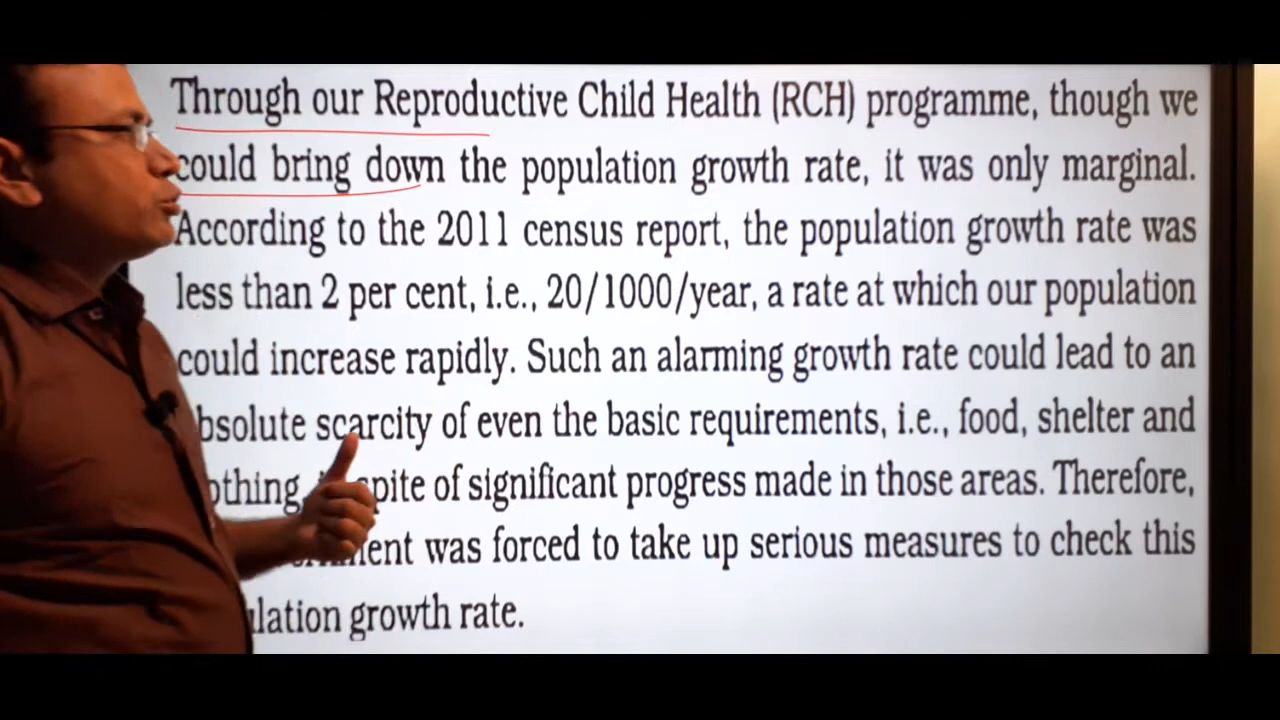 Through our Reproductive Child Health (RCH) programme, though we
could bring down the population growth rate, it was only marginal.
According to the 2011 census report, the population growth rate was
less than 2 per cent, i.e., 20/1000/year, a rate at which our population
could increase rapidly. Such an alarming growth rate could lead to an
bsolute scarcity of even the basic requirements, i.e., food, shelter and
othing, spite of significant progress made in those areas. Therefore,
ment was forced to take up serious measures to check this
ulation growth rate.